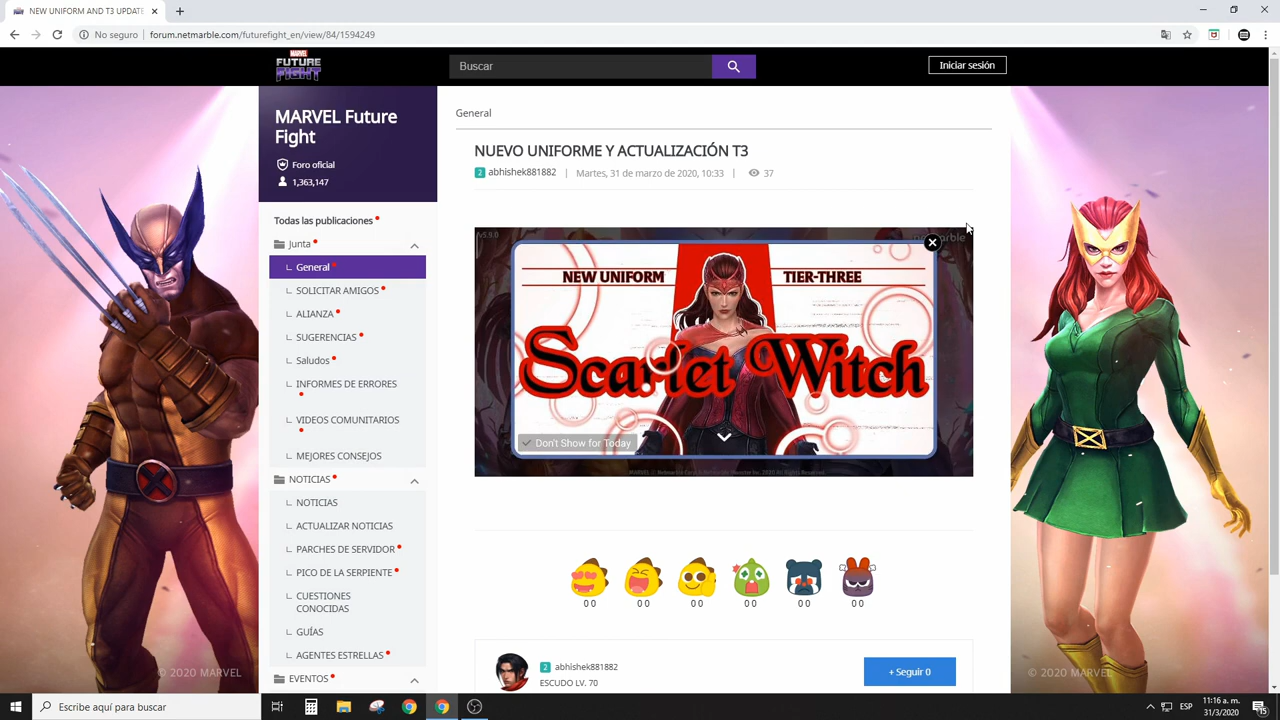 NEW UNIFORM AND T3 UPDATE
No seguro
forum.netmarble.com/futurefight_en/view/84/1594249
MARVEL
FUTURE
FIGHT
Buscar
Iniciar sesión
MARVEL Future
Fight
Foro oficial
1,363,147
Todas las publicaciones
Junta
General
SOLICITAR AMIGOS
ALIANZA
SUGERENCIAS
Saludos
INFORMES DE ERRORES
VIDEOS COMUNITARIOS
MEJORES CONSEJOS
NOTICIAS
NOTICIAS
ACTUALIZAR NOTICIAS
PARCHES DE SERVIDOR
PICO DE LA SERPIENTE
CUESTIONES
CONOCIDAS
GUÍAS
AGENTES ESTRELLAS
EVENTOS
General
NUEVO UNIFORME Y ACTUALIZACIÓN T3
2 abhishek881882 | Martes, 31 de marzo de 2020, 10:33 | 37
v5.9.0
NEW UNIFORM
TIER-THREE
Scarlet Witch
Don't Show for Today
0 0
0 0
0 0
0 0
0 0
0 0
2 abhishek881882
ESCUDO LV. 70
+ Seguir 0
© 2020 MARVEL
© 2020 MARVEL
Escribe aquí para buscar
ESP
11:16 a. m.
31/3/2020
15